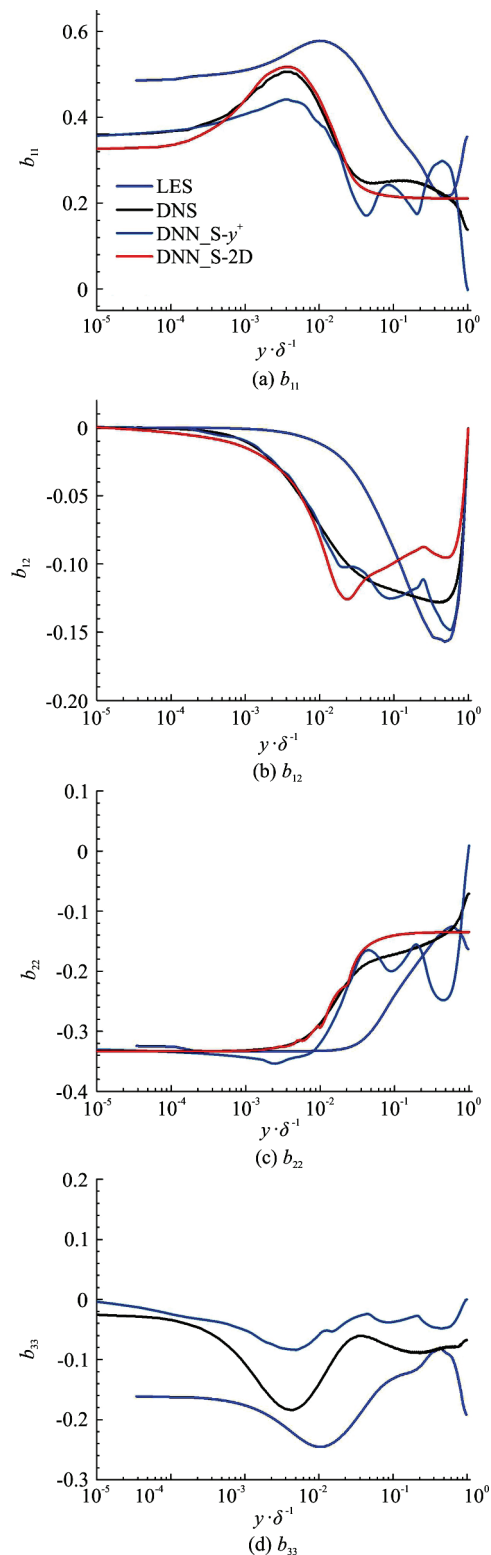 0.6
0.4
0.2
0
b₁₁
LES
DNS
DNN_S-y⁺
DNN_S-2D
10⁻⁵ 10⁻⁴ 10⁻³ 10⁻² 10⁻¹ 10⁰
y·δ⁻¹
(a) b₁₁
0
-0.05
-0.10
-0.15
-0.20
b₁₂
10⁻⁵ 10⁻⁴ 10⁻³ 10⁻² 10⁻¹ 10⁰
y·δ⁻¹
(b) b₁₂
0.1
0
-0.1
-0.2
-0.3
-0.4
b₂₂
10⁻⁵ 10⁻⁴ 10⁻³ 10⁻² 10⁻¹ 10⁰
y·δ⁻¹
(c) b₂₂
0.2
0.1
0
-0.1
-0.2
-0.3
b₃₃
10⁻⁵ 10⁻⁴ 10⁻³ 10⁻² 10⁻¹ 10⁰
y·δ⁻¹
(d) b₃₃